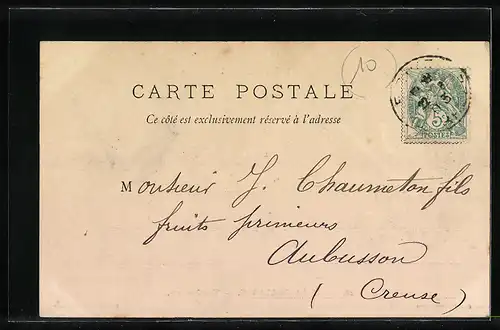 (10)
CARTE POSTALE
Ce côté est exclusivement réservé à l'adresse
5
POSTES
Monsieur J. Chaumeton fils
fruits primeurs
Aubusson
(Creuse)